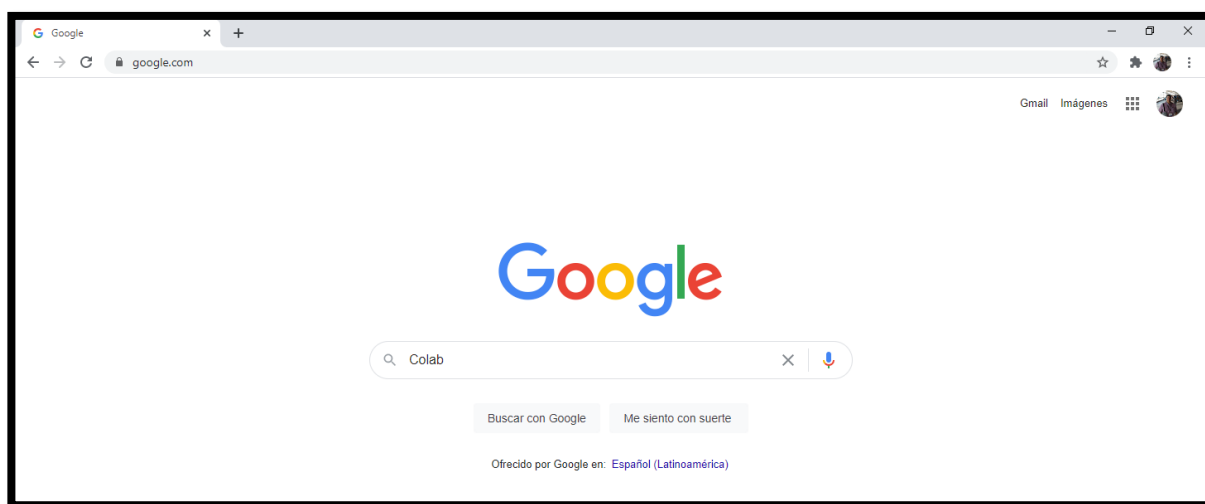 Google
google.com
Gmail Imágenes
Google
Colab
Buscar con Google Me siento con suerte
Ofrecido por Google en: Español (Latinoamérica)